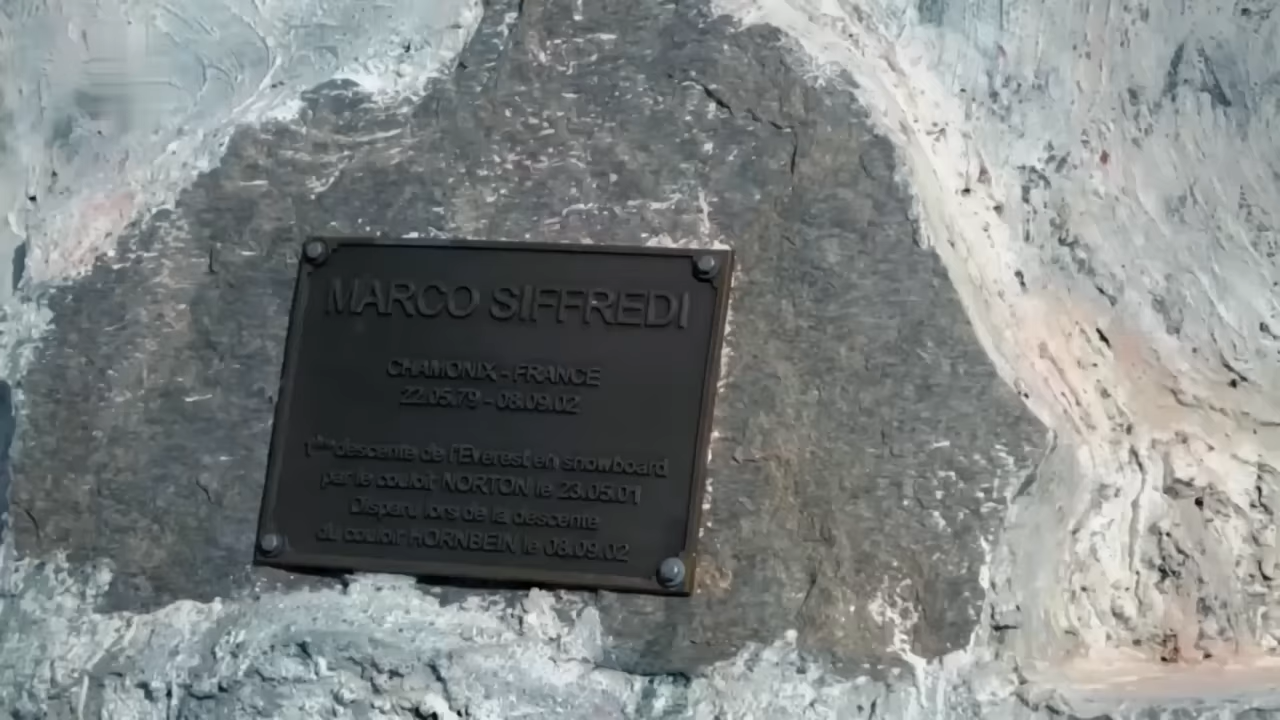 MARCO SIFFREDI
CHAMONIX - FRANCE
22.05.79 - 08.09.02
1ère descente de l'Everest en snowboard
par le couloir NORTON le 23.05.01
Disparu lors de la descente
du couloir HORNBEIN le 08.09.02